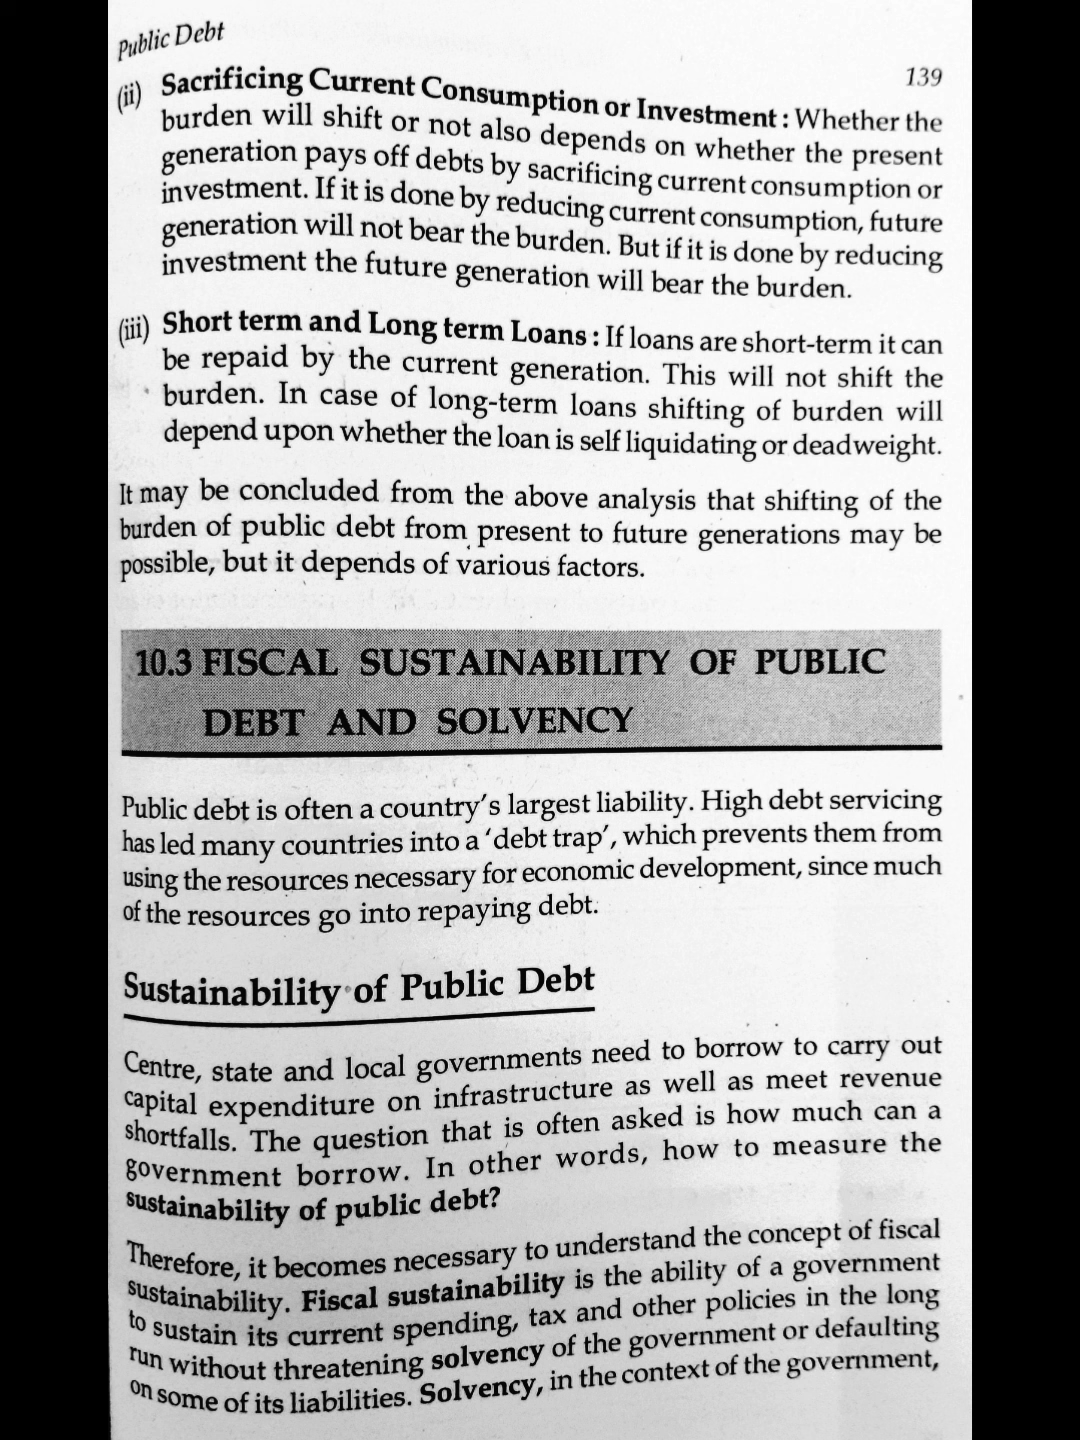 Public Debt
139
(ii) Sacrificing Current Consumption or Investment : Whether the
burden will shift or not also depends on whether the present
generation pays off debts by sacrificing current consumption or
investment. If it is done by reducing current consumption, future
generation will not bear the burden. But if it is done by reducing
investment the future generation will bear the burden.
(iii) Short term and Long term Loans : If loans are short-term it can
be repaid by the current generation. This will not shift the
burden. In case of long-term loans shifting of burden will
depend upon whether the loan is self liquidating or deadweight.
It may be concluded from the above analysis that shifting of the
burden of public debt from present to future generations may be
possible, but it depends of various factors.
10.3 FISCAL SUSTAINABILITY OF PUBLIC
DEBT AND SOLVENCY
Public debt is often a country's largest liability. High debt servicing
has led many countries into a 'debt trap', which prevents them from
using the resources necessary for economic development, since much
of the resources go into repaying debt.
Sustainability of Public Debt
Centre, state and local governments need to borrow to carry out
capital expenditure on infrastructure as well as meet revenue
shortfalls. The question that is often asked is how much can a
government borrow. In other words, how to measure the
sustainability of public debt?
Therefore, it becomes necessary to understand the concept of fiscal
sustainability. Fiscal sustainability is the ability of a government
to sustain its current spending, tax and other policies in the long
run without threatening solvency of the government or defaulting
on some of its liabilities. Solvency, in the context of the government,